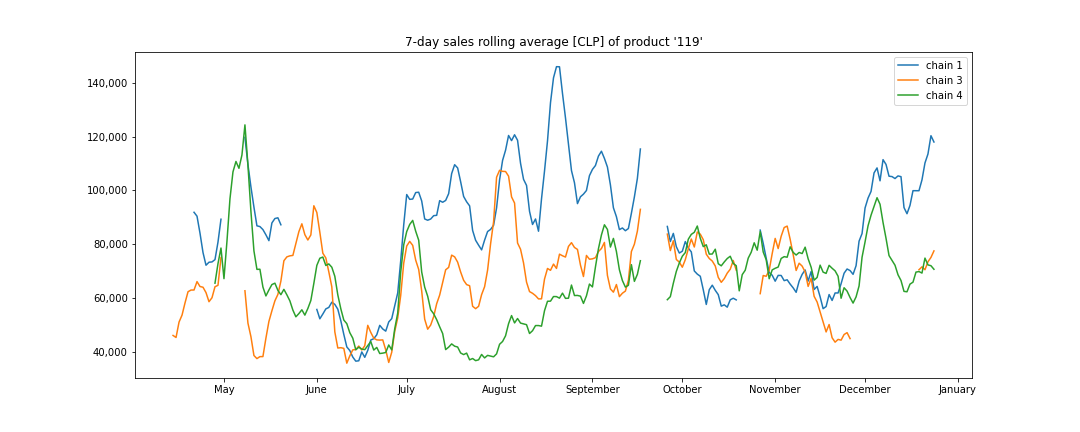 7-day sales rolling average [CLP] of product '119'
chain 1
chain 3
chain 4
140,000
120,000
100,000
80,000
60,000
40,000
May June July August September October November December January